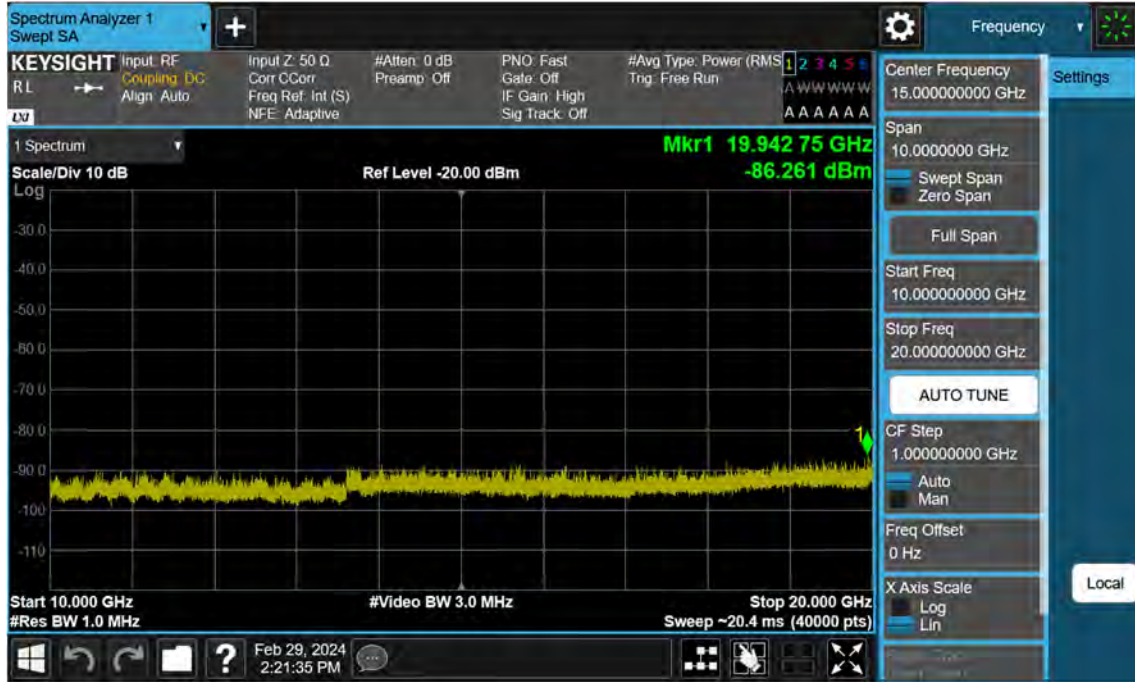 Spectrum Analyzer 1
Swept SA
Frequency
KEYSIGHT
RL
LXI
Input: RF
Coupling: DC
Align: Auto
Input Z: 50 Ω
Corr CCorr
Freq Ref: Int (S)
NFE: Adaptive
#Atten: 0 dB
Preamp: Off
PNO: Fast
Gate: Off
IF Gain: High
Sig Track: Off
#Avg Type: Power (RMS
Trig: Free Run
1 2 3 4 5 6
A W W W W W
A A A A A A
1 Spectrum
Scale/Div 10 dB
Ref Level -20.00 dBm
Mkr1 19.942 75 GHz
-86.261 dBm
Log
-30.0
-40.0
-50.0
-60.0
-70.0
-80.0
-90.0
-100
-110
1
Start 10.000 GHz
#Res BW 1.0 MHz
#Video BW 3.0 MHz
Stop 20.000 GHz
Sweep ~20.4 ms (40000 pts)
Center Frequency
15.000000000 GHz
Span
10.0000000 GHz
Swept Span
Zero Span
Full Span
Start Freq
10.000000000 GHz
Stop Freq
20.000000000 GHz
AUTO TUNE
CF Step
1.000000000 GHz
Auto
Man
Freq Offset
0 Hz
X Axis Scale
Log
Lin
Settings
Local
?
Feb 29, 2024
2:21:35 PM